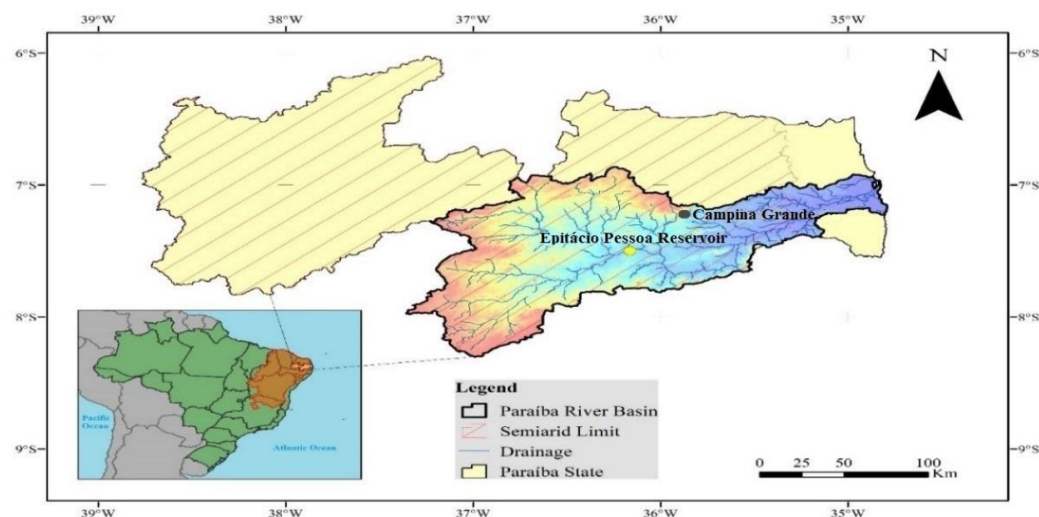 39°W 38°W 37°W 36°W 35°W
6°S 6°S
N
7°S 7°S
Campina Grande
Epitácio Pessoa Reservoir
8°S 8°S
Legend
Paraíba River Basin
Semiarid Limit
Drainage
Paraíba State
Pacific
Ocean
Atlantic Ocean
9°S 9°S
0 25 50 100
Km
39°W 38°W 37°W 36°W 35°W